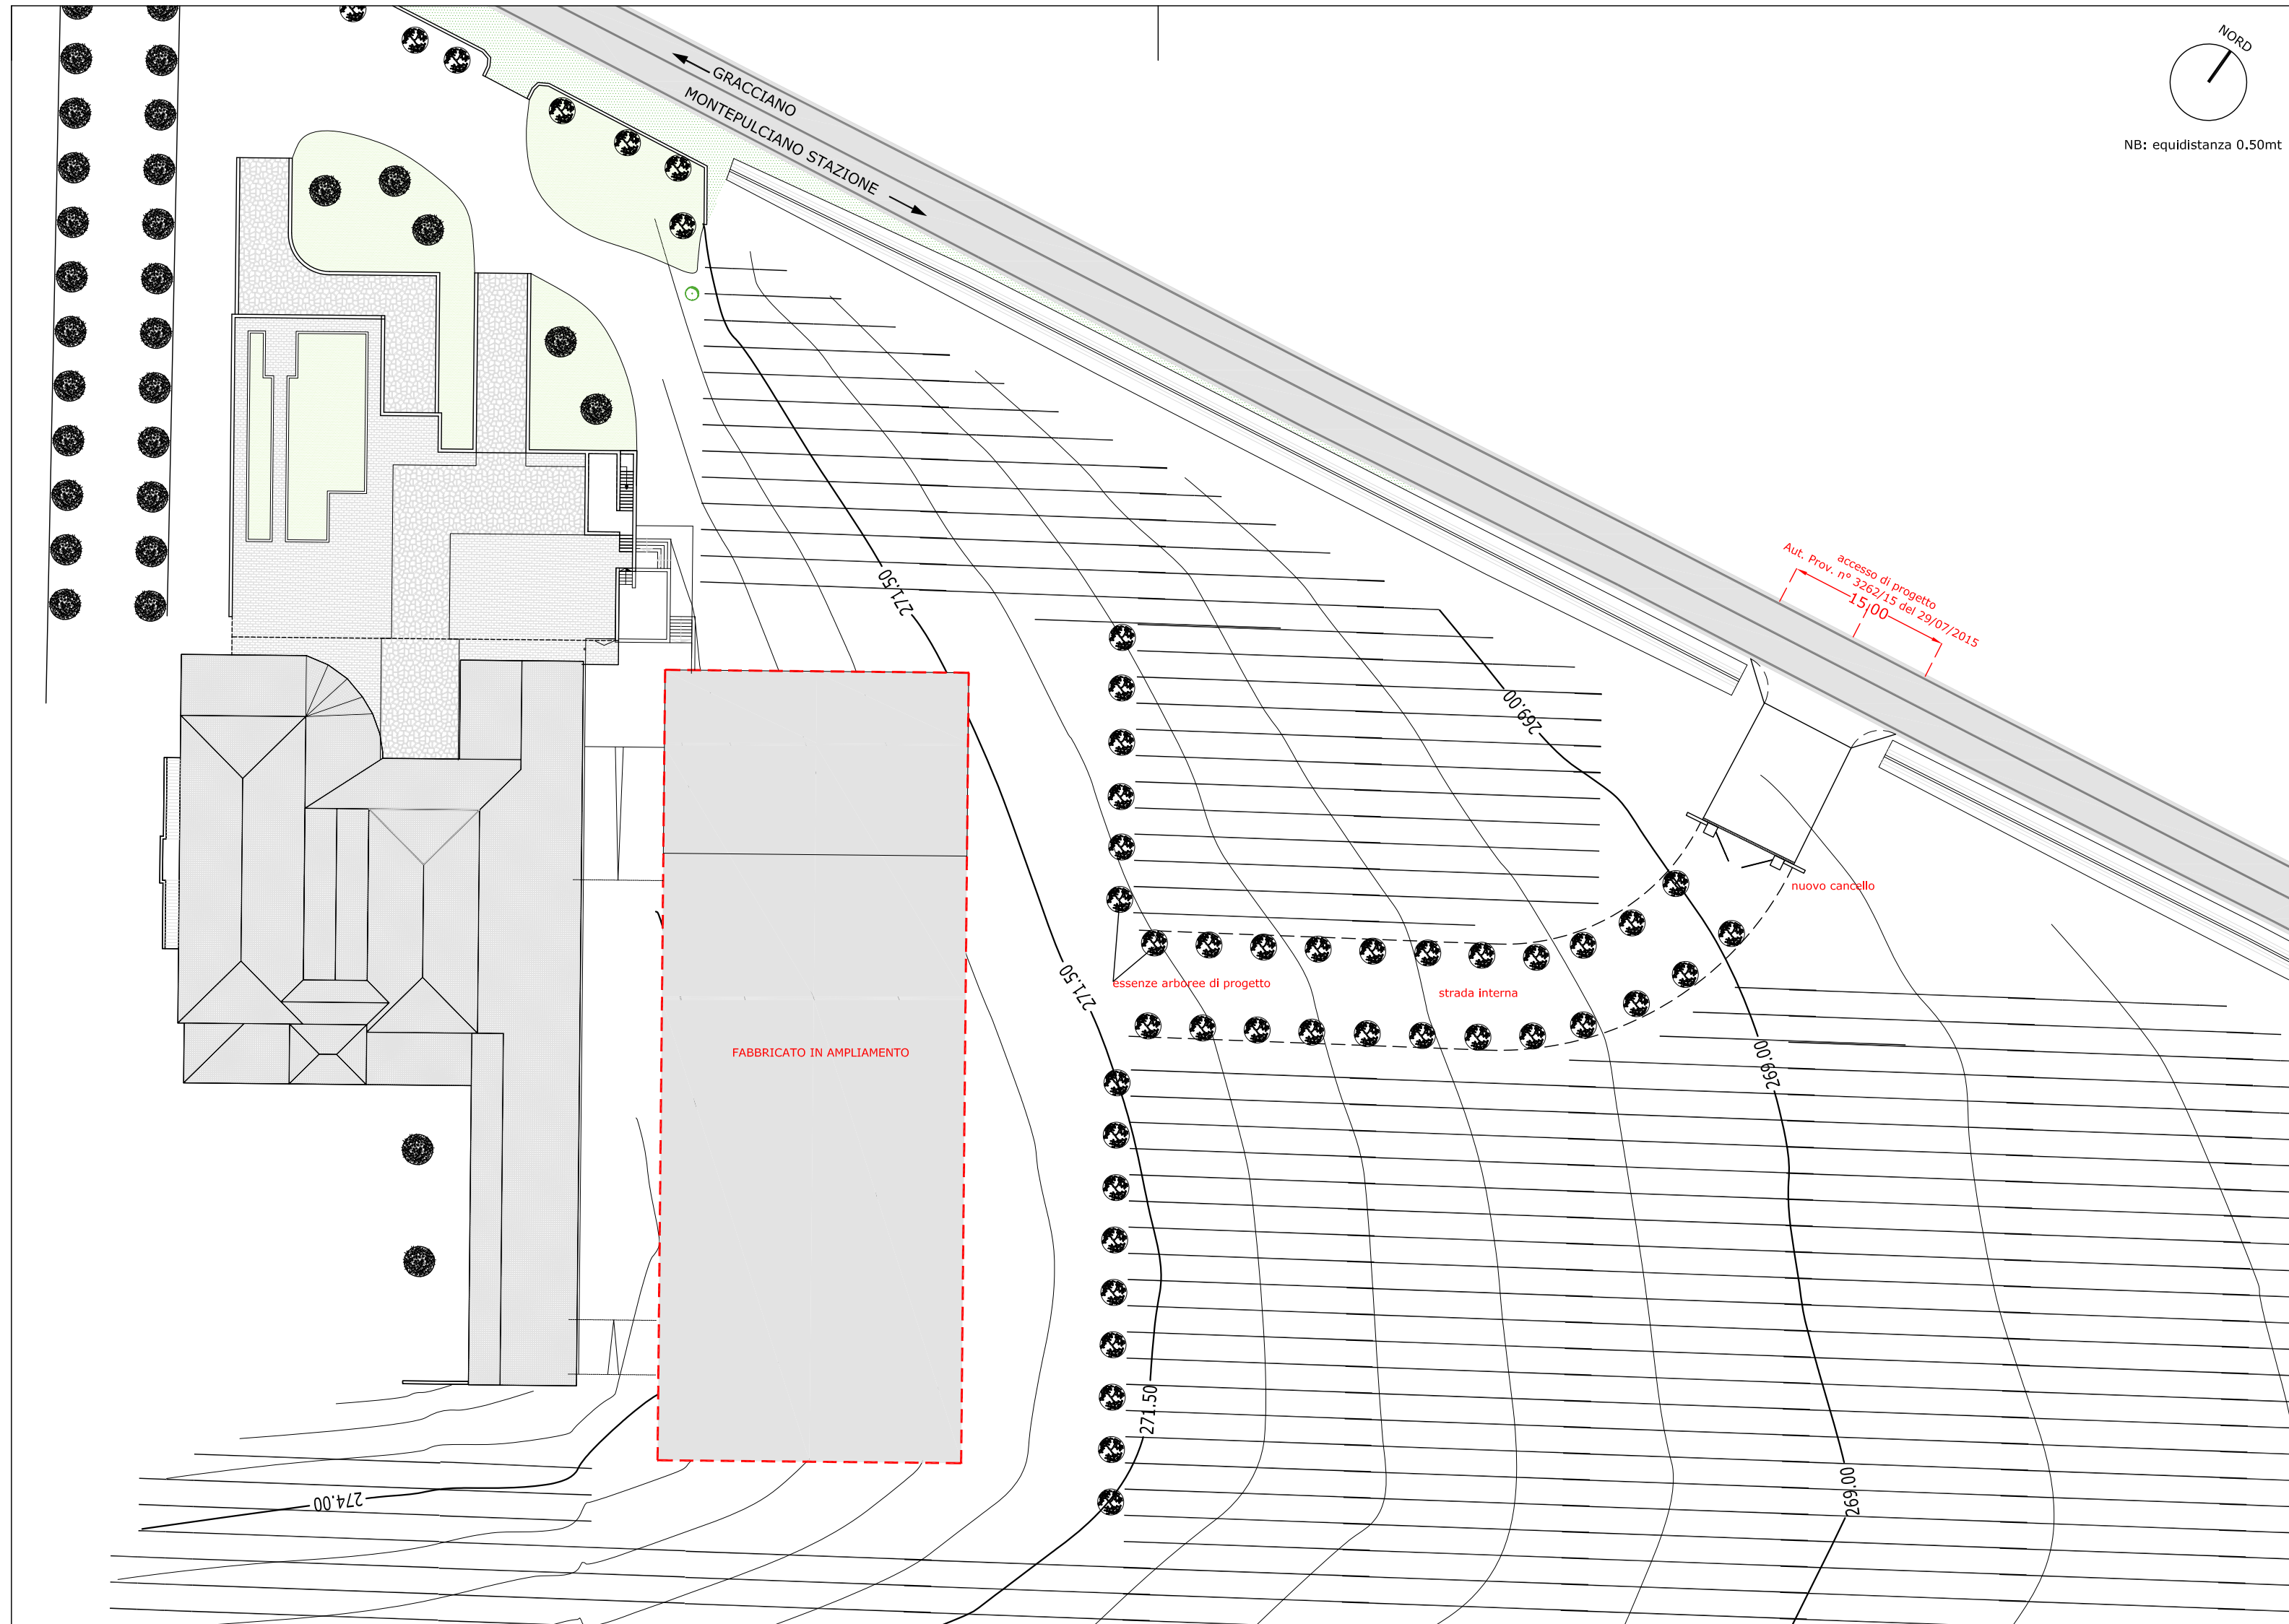 NORD
NB: equidistanza 0.50mt
GRACCIANO
MONTEPULCIANO STAZIONE
accesso di progetto
Aut. Prov. n° 3262/15 del 29/07/2015
15,00
271.50
269.00
nuovo cancello
271.50
essenze arboree di progetto
strada interna
FABBRICATO IN AMPLIAMENTO
269.00
271.50
274.00
269.00